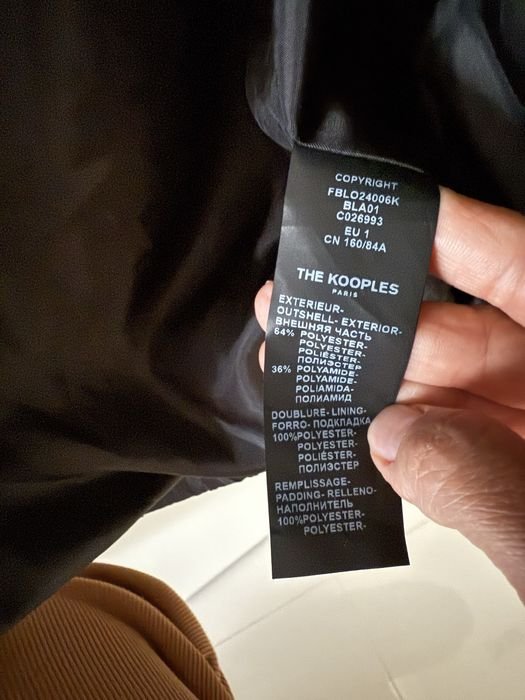 COPYRIGHT
FBLO24006K
BLA01
C026993
EU 1
CN 160/84A
THE KOOPLES
PARIS
EXTERIEUR-
OUTSHELL- EXTERIOR-
ВНЕШНЯЯ ЧАСТЬ
64% POLYESTER-
POLYESTER-
POLIÉSTER-
ПОЛИЭСТЕР
36% POLYAMIDE-
POLYAMIDE-
POLIAMIDA-
ПОЛИАМИД
DOUBLURE- LINING-
FORRO- ПОДКЛАДКА
100%POLYESTER-
POLYESTER-
POLIÉSTER-
ПОЛИЭСТЕР
REMPLISSAGE-
PADDING- RELLENO-
НАПОЛНИТЕЛЬ
100%POLYESTER-
POLYESTER-